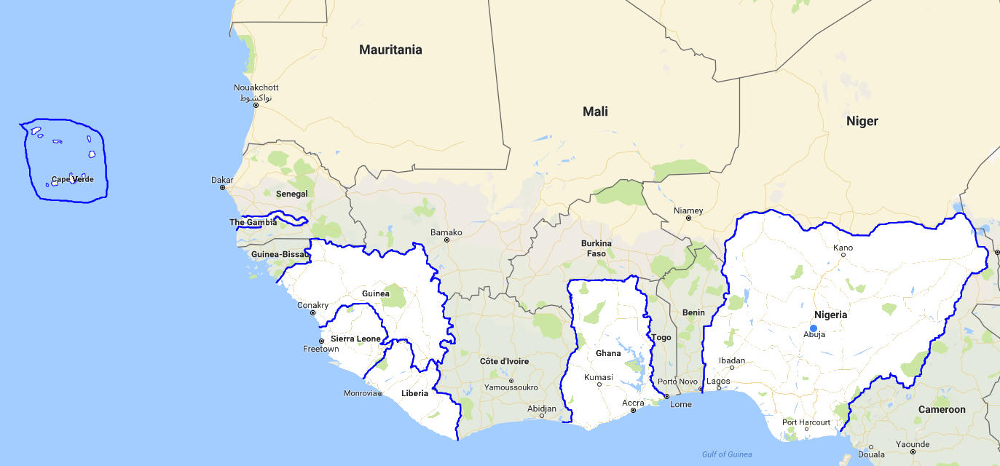 Mauritania
Nouakchott
نواكشوط
Mali
Niger
Cape Verde
Dakar
Senegal
The Gambia
Niamey
Bamako
Burkina
Faso
Guinea-Bissau
Kano
Guinea
Conakry
Benin
Nigeria
Abuja
Togo
Sierra Leone
Freetown
Ghana
Côte d'Ivoire
Ibadan
Kumasi
Yamoussoukro
Porto Novo
Lagos
Monrovia
Liberia
Accra
Lome
Abidjan
Cameroon
Port Harcourt
Yaounde
Douala
Gulf of Guinea